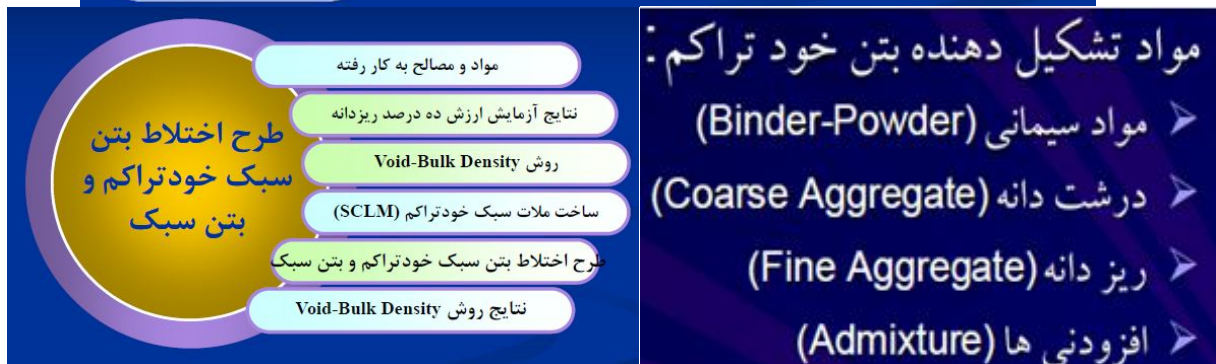 طرح اختلاط بتن
سبک خودتراکم و
بتن سبک
مواد و مصالح به کار رفته
نتایج آزمایش ارزش ده درصد ریزدانه
روش Void-Bulk Density
ساخت ملات سبک خودتراکم (SCLM)
طرح اختلاط بتن سبک خودتراکم و بتن سبک
نتایج روش Void-Bulk Density
مواد تشکیل دهنده بتن خود تراکم :
مواد سیمانی (Binder-Powder)
درشت دانه (Coarse Aggregate)
ریز دانه (Fine Aggregate)
افزودنی ها (Admixture)